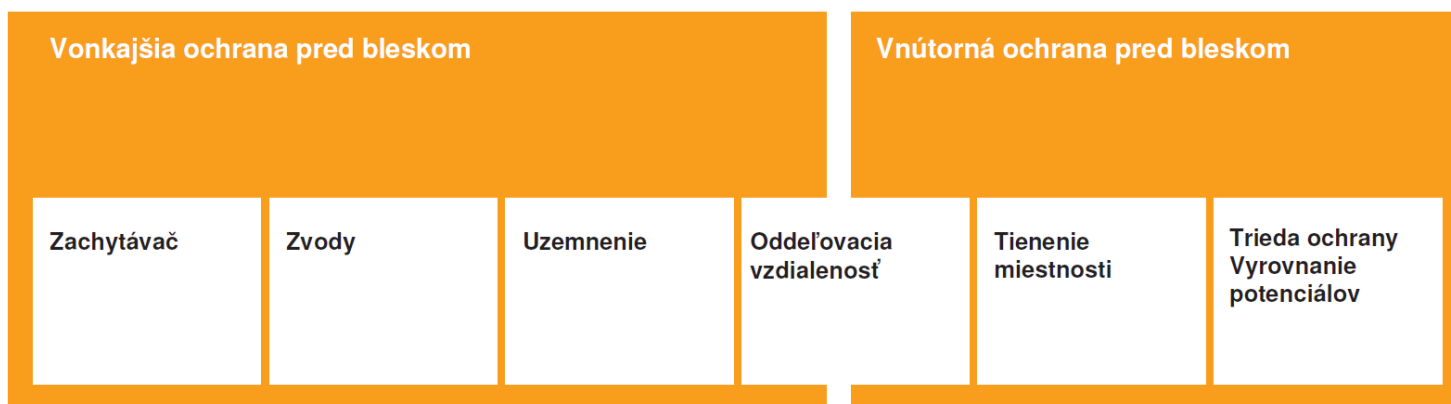 Vonkajšia ochrana pred bleskom
Vnútorná ochrana pred bleskom
Zachytávač
Zvody
Uzemnenie
Oddeľovacia
vzdialenosť
Tienenie
miestnosti
Trieda ochrany
Vyrovnanie
potenciálov